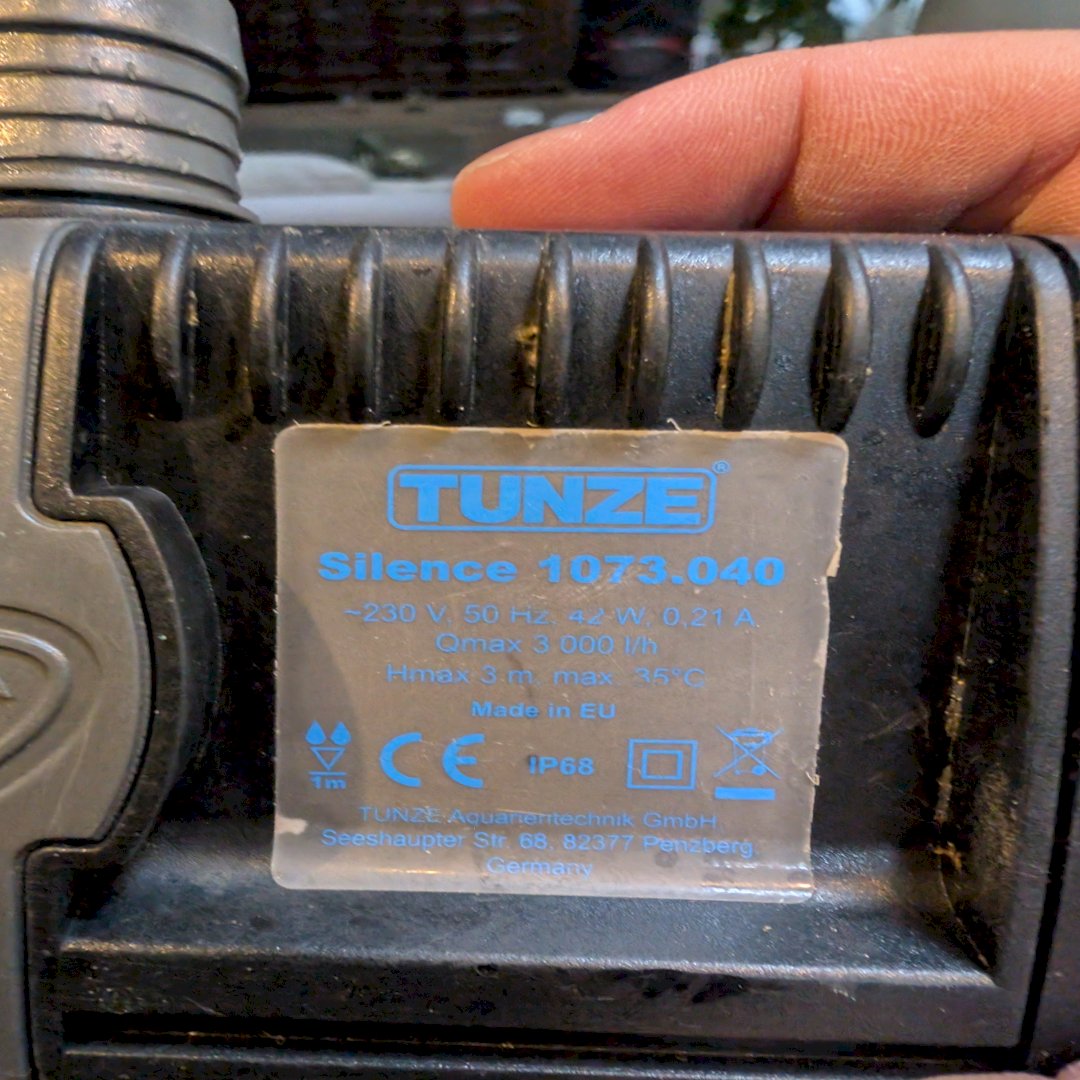 TUNZE®
Silence 1073.040
~230 V, 50 Hz, 42 W, 0,21 A
Qmax 3 000 l/h
Hmax 3 m, max. 35°C
Made in EU
1m CE IP68
TUNZE Aquarientechnik GmbH
Seeshaupter Str. 68, 82377 Penzberg,
Germany